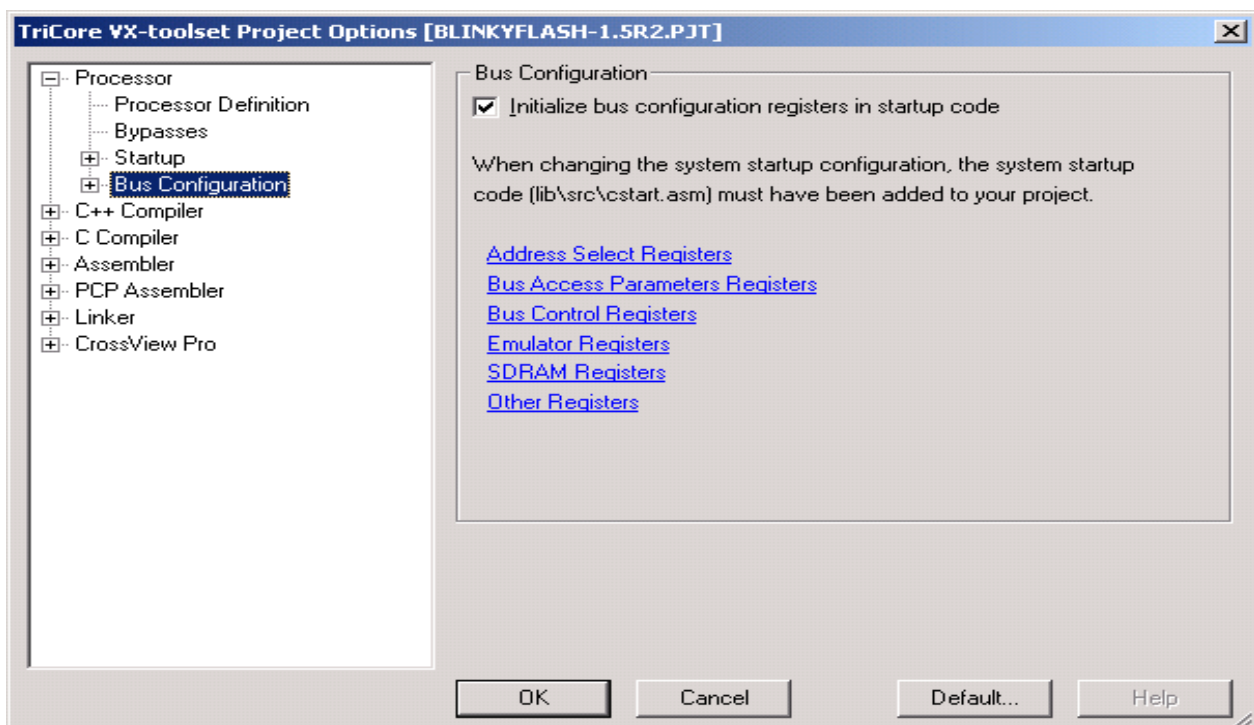 TriCore VX-toolset Project Options [BLINKYFLASH-1.5R2.PJT]
Processor
Processor Definition
Bypasses
Startup
Bus Configuration
C++ Compiler
C Compiler
Assembler
PCP Assembler
Linker
CrossView Pro
Bus Configuration
Initialize bus configuration registers in startup code
When changing the system startup configuration, the system startup
code (lib\src\cstart.asm) must have been added to your project.
Address Select Registers
Bus Access Parameters Registers
Bus Control Registers
Emulator Registers
SDRAM Registers
Other Registers
OK
Cancel
Default...
Help